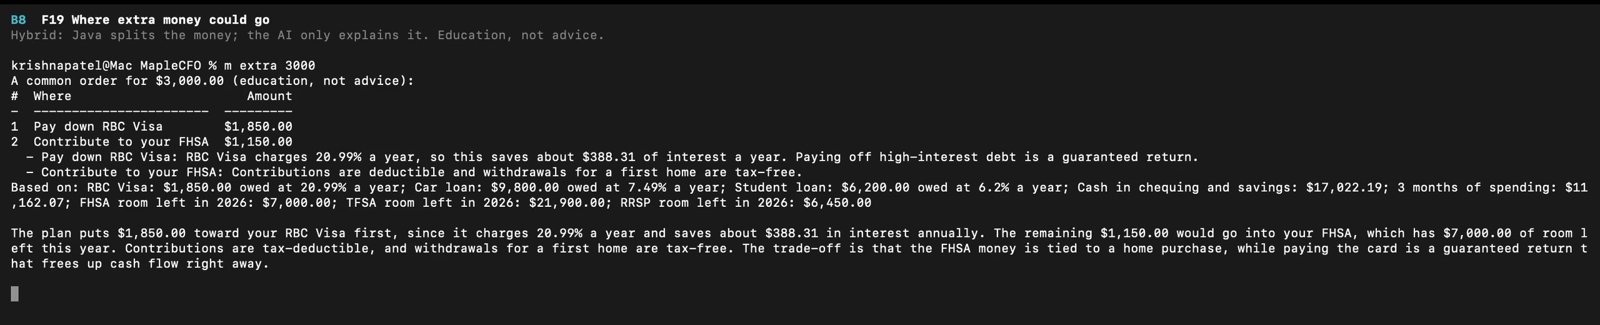 B8  F19 Where extra money could go
Hybrid: Java splits the money; the AI only explains it. Education, not advice.
krishnapatel@Mac MapleCFO % m extra 3000
A common order for $3,000.00 (education, not advice):
#  Where                       Amount
-  -----------------------  ---------
1  Pay down RBC Visa        $1,850.00
2  Contribute to your FHSA  $1,150.00
  - Pay down RBC Visa: RBC Visa charges 20.99% a year, so this saves about $388.31 of interest a year. Paying off high-interest debt is a guaranteed return.
  - Contribute to your FHSA: Contributions are deductible and withdrawals for a first home are tax-free.
Based on: RBC Visa: $1,850.00 owed at 20.99% a year; Car loan: $9,800.00 owed at 7.49% a year; Student loan: $6,200.00 owed at 6.2% a year; Cash in chequing and savings: $17,022.19; 3 months of spending: $11
,162.07; FHSA room left in 2026: $7,000.00; TFSA room left in 2026: $21,900.00; RRSP room left in 2026: $6,450.00
The plan puts $1,850.00 toward your RBC Visa first, since it charges 20.99% a year and saves about $388.31 in interest annually. The remaining $1,150.00 would go into your FHSA, which has $7,000.00 of room l
eft this year. Contributions are tax-deductible, and withdrawals for a first home are tax-free. The trade-off is that the FHSA money is tied to a home purchase, while paying the card is a guaranteed return t
hat frees up cash flow right away.